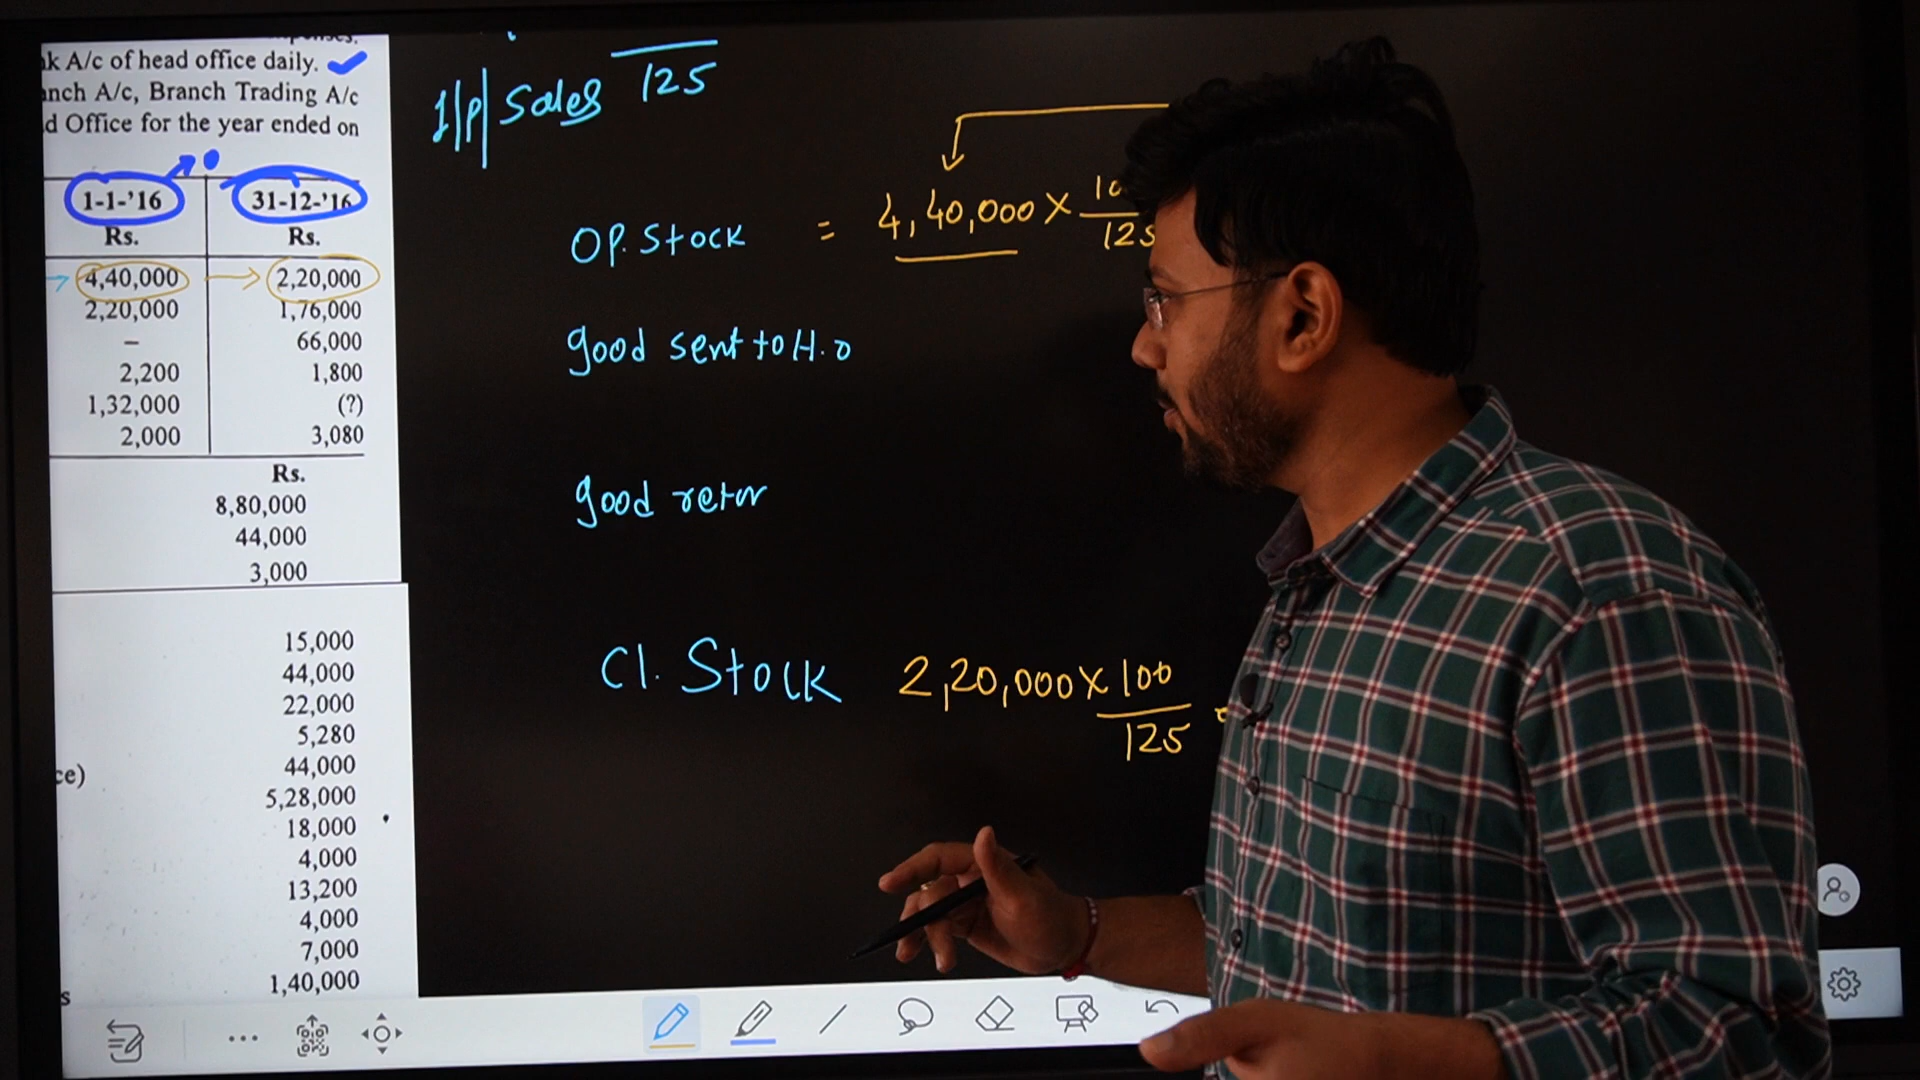 k A/c of head office daily.
nch A/c, Branch Trading A/c
d Office for the year ended on
1-1-'16 31-12-'16
Rs. Rs.
4,40,000 2,20,000
2,20,000 1,76,000
– 66,000
2,200 1,800
1,32,000 (?)
2,000 3,080
Rs.
8,80,000
44,000
3,000
15,000
44,000
22,000
5,280
ce) 44,000
5,28,000
18,000
4,000
13,200
4,000
7,000
s 1,40,000
I/P Sales 125
OP. Stock = 4,40,000 × 10
125
good sent to H.O
good retur
Cl. Stock 2,20,000 × 100
125